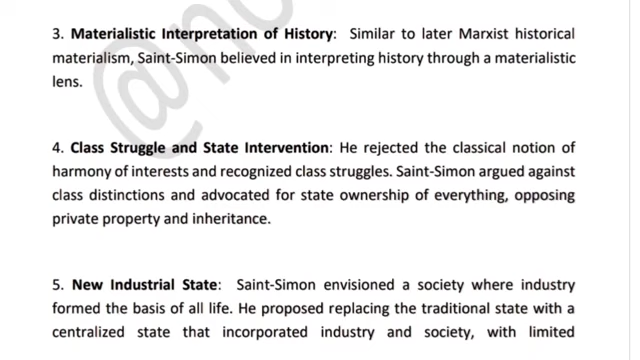 3. Materialistic Interpretation of History: Similar to later Marxist historical
materialism, Saint-Simon believed in interpreting history through a materialistic
lens.
4. Class Struggle and State Intervention: He rejected the classical notion of
harmony of interests and recognized class struggles. Saint-Simon argued against
class distinctions and advocated for state ownership of everything, opposing
private property and inheritance.
5. New Industrial State: Saint-Simon envisioned a society where industry
formed the basis of all life. He proposed replacing the traditional state with a
centralized state that incorporated industry and society, with limited